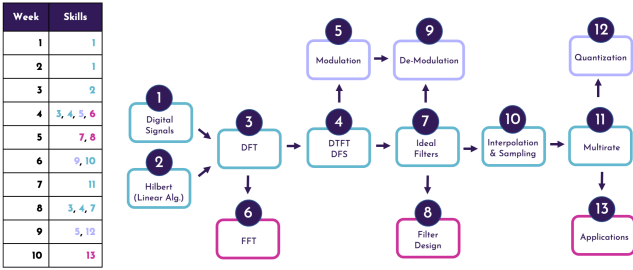 Week Skills
1 1
2 1
3 2
4 3, 4, 5, 6
5 7, 8
6 9, 10
7 11
8 3, 4, 7
9 5, 12
10 13
1
Digital
Signals
2
Hilbert
(Linear Alg.)
3
DFT
6
FFT
5
Modulation
4
DTFT
DFS
9
De-Modulation
7
Ideal
Filters
8
Filter
Design
10
Interpolation
& Sampling
12
Quantization
11
Multirate
13
Applications